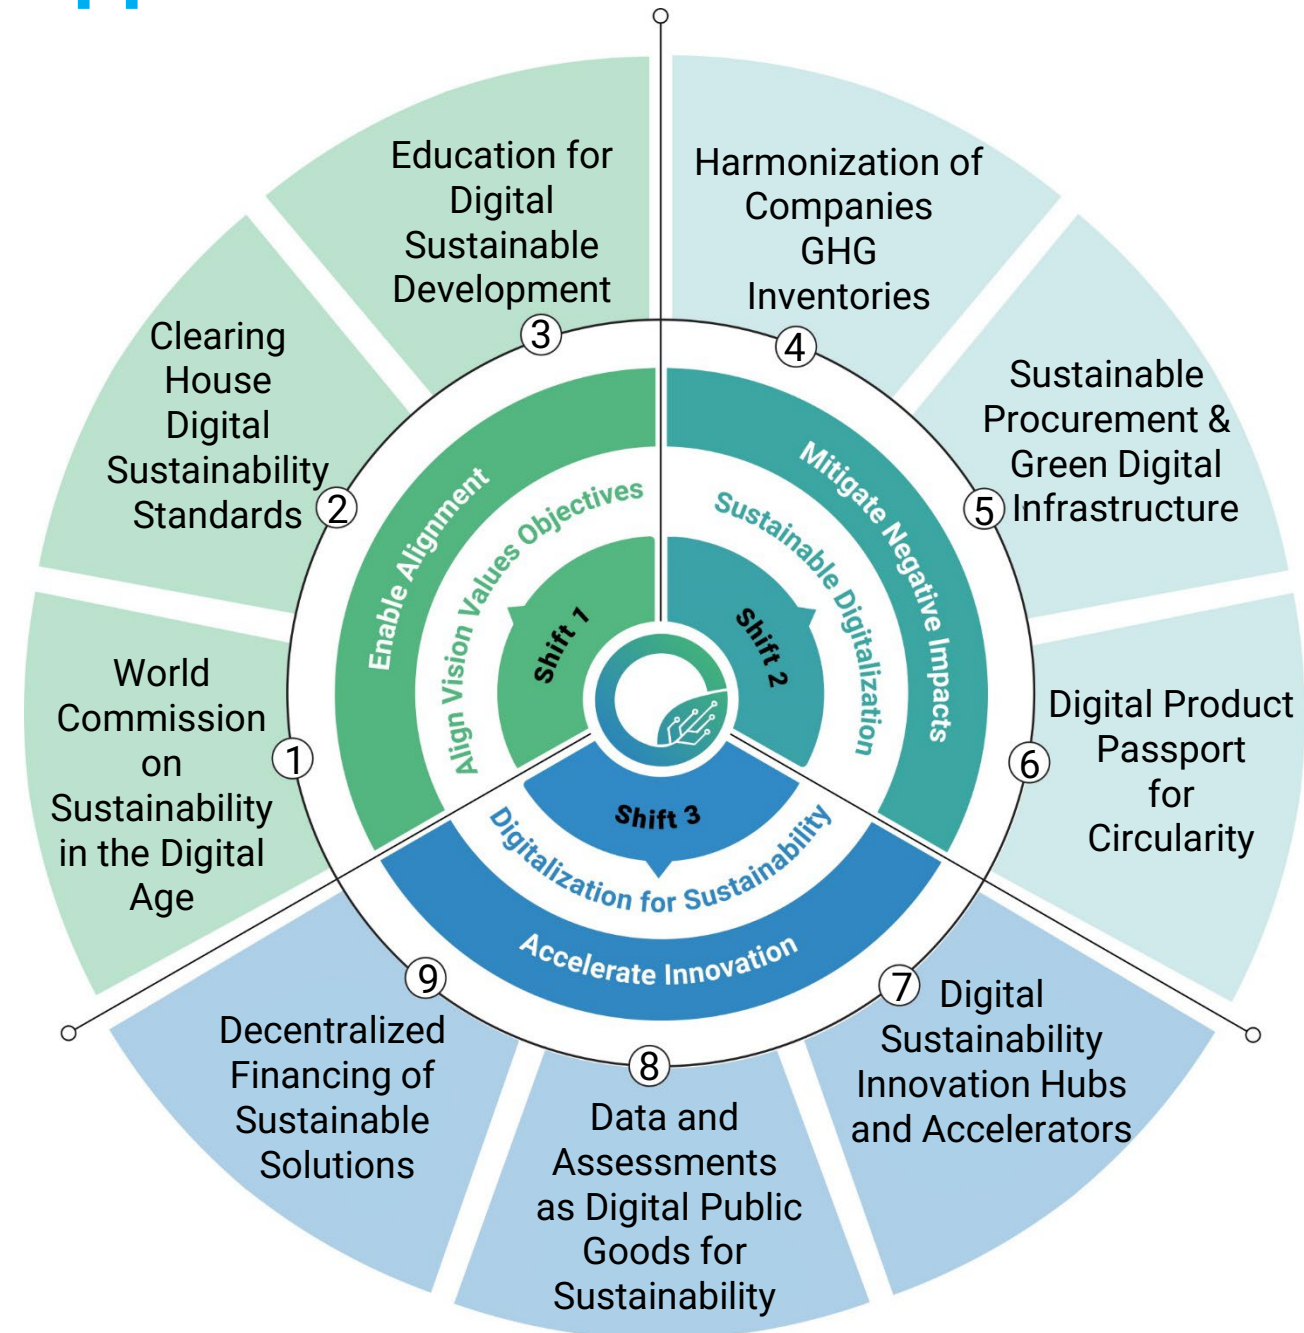 Education for
Digital
Sustainable
Development
3
Harmonization of
Companies
GHG
Inventories
4
Clearing
House
Digital
Sustainability
Standards
2
Sustainable
Procurement &
Green Digital
Infrastructure
5
World
Commission
on
Sustainability
in the Digital
Age
1
Digital Product
Passport
for
Circularity
6
Enable Alignment
Align Vision Values Objectives
Shift 1
Mitigate Negative Impacts
Sustainable Digitalization
Shift 2
Shift 3
Digitalization for Sustainability
Accelerate Innovation
9
Decentralized
Financing of
Sustainable
Solutions
8
Data and
Assessments
as Digital Public
Goods for
Sustainability
7
Digital
Sustainability
Innovation Hubs
and Accelerators